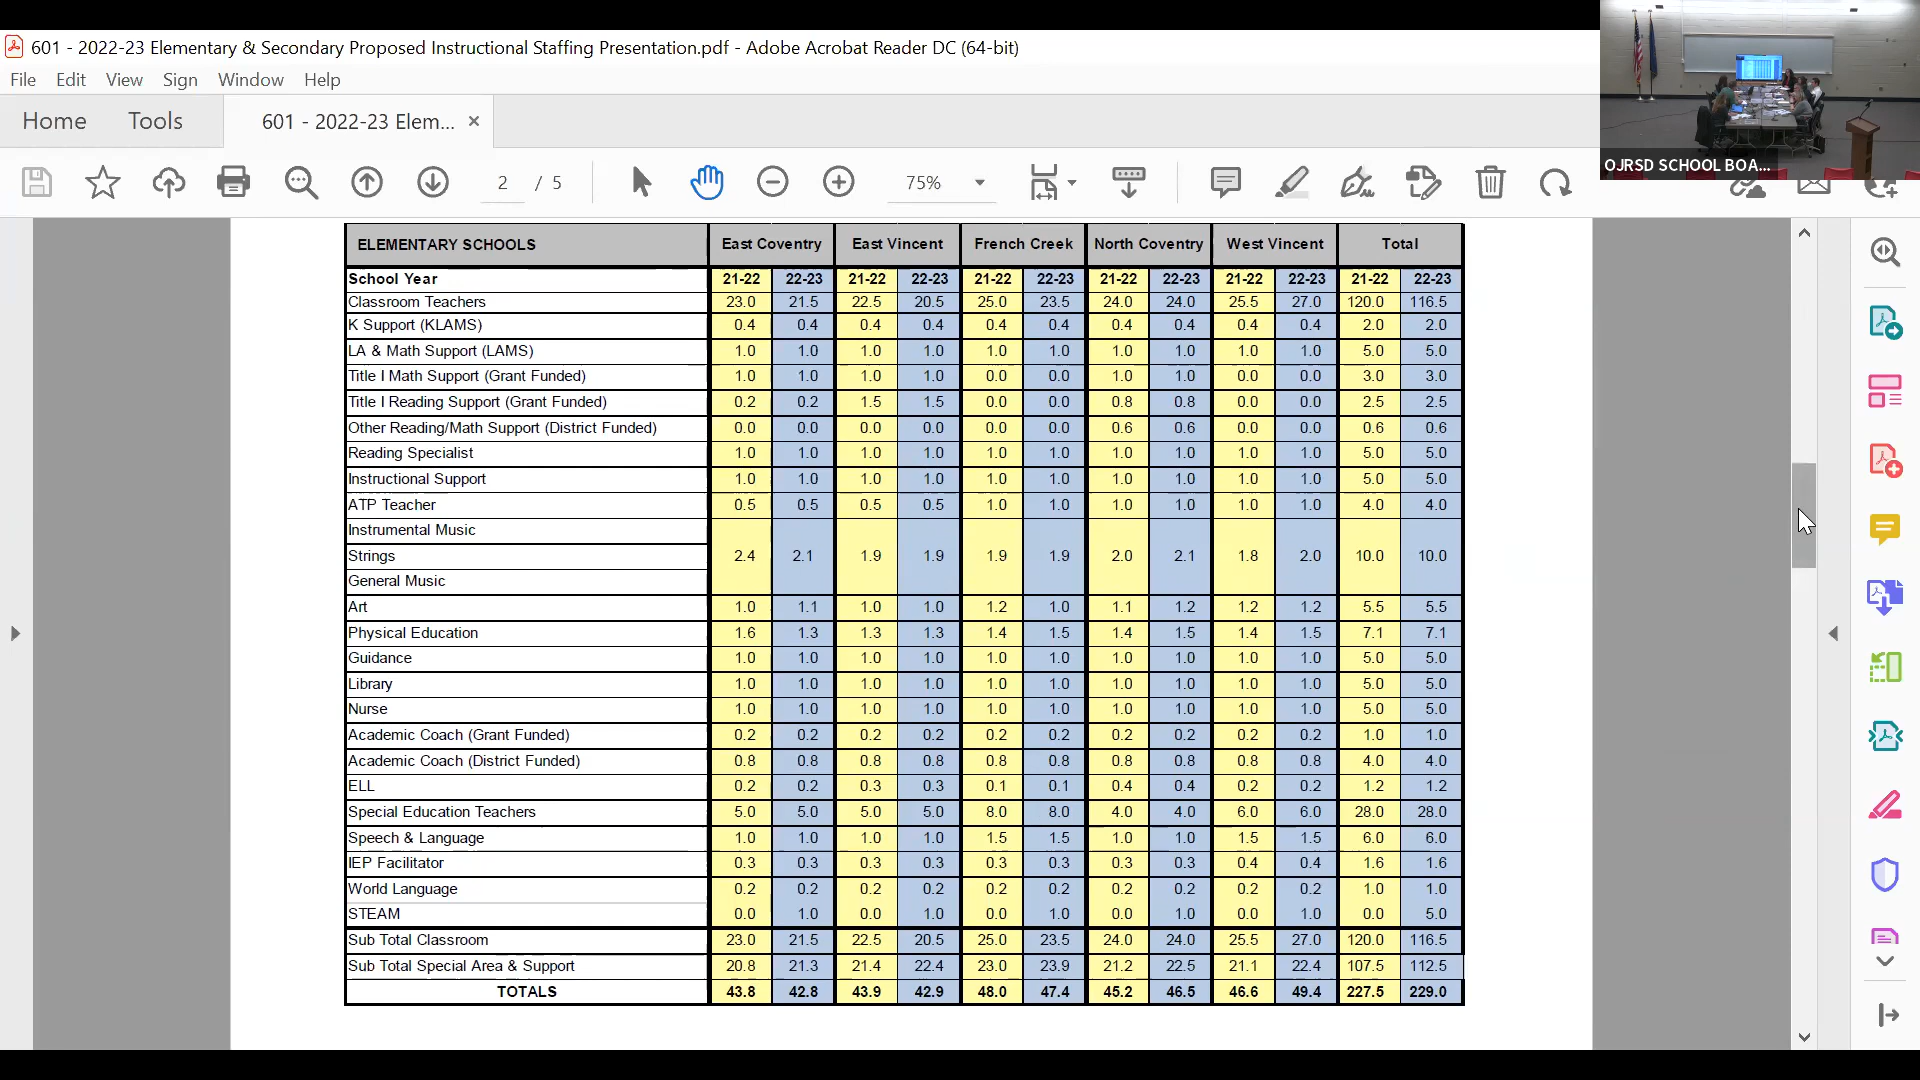 601 - 2022-23 Elementary & Secondary Proposed Instructional Staffing Presentation.pdf - Adobe Acrobat Reader DC (64-bit)
File Edit View Sign Window Help
Home Tools 601 - 2022-23 Elem... ×
2 / 5 75%
OJRSD SCHOOL BOA...
ELEMENTARY SCHOOLS East Coventry East Vincent French Creek North Coventry West Vincent Total
School Year 21-22 22-23 21-22 22-23 21-22 22-23 21-22 22-23 21-22 22-23 21-22 22-23
Classroom Teachers 23.0 21.5 22.5 20.5 25.0 23.5 24.0 24.0 25.5 27.0 120.0 116.5
K Support (KLAMS) 0.4 0.4 0.4 0.4 0.4 0.4 0.4 0.4 0.4 0.4 2.0 2.0
LA & Math Support (LAMS) 1.0 1.0 1.0 1.0 1.0 1.0 1.0 1.0 1.0 1.0 5.0 5.0
Title I Math Support (Grant Funded) 1.0 1.0 1.0 1.0 0.0 0.0 1.0 1.0 0.0 0.0 3.0 3.0
Title I Reading Support (Grant Funded) 0.2 0.2 1.5 1.5 0.0 0.0 0.8 0.8 0.0 0.0 2.5 2.5
Other Reading/Math Support (District Funded) 0.0 0.0 0.0 0.0 0.0 0.0 0.6 0.6 0.0 0.0 0.6 0.6
Reading Specialist 1.0 1.0 1.0 1.0 1.0 1.0 1.0 1.0 1.0 1.0 5.0 5.0
Instructional Support 1.0 1.0 1.0 1.0 1.0 1.0 1.0 1.0 1.0 1.0 5.0 5.0
ATP Teacher 0.5 0.5 0.5 0.5 1.0 1.0 1.0 1.0 1.0 1.0 4.0 4.0
Instrumental Music
Strings 2.4 2.1 1.9 1.9 1.9 1.9 2.0 2.1 1.8 2.0 10.0 10.0
General Music
Art 1.0 1.1 1.0 1.0 1.2 1.0 1.1 1.2 1.2 1.2 5.5 5.5
Physical Education 1.6 1.3 1.3 1.3 1.4 1.5 1.4 1.5 1.4 1.5 7.1 7.1
Guidance 1.0 1.0 1.0 1.0 1.0 1.0 1.0 1.0 1.0 1.0 5.0 5.0
Library 1.0 1.0 1.0 1.0 1.0 1.0 1.0 1.0 1.0 1.0 5.0 5.0
Nurse 1.0 1.0 1.0 1.0 1.0 1.0 1.0 1.0 1.0 1.0 5.0 5.0
Academic Coach (Grant Funded) 0.2 0.2 0.2 0.2 0.2 0.2 0.2 0.2 0.2 0.2 1.0 1.0
Academic Coach (District Funded) 0.8 0.8 0.8 0.8 0.8 0.8 0.8 0.8 0.8 0.8 4.0 4.0
ELL 0.2 0.2 0.3 0.3 0.1 0.1 0.4 0.4 0.2 0.2 1.2 1.2
Special Education Teachers 5.0 5.0 5.0 5.0 8.0 8.0 4.0 4.0 6.0 6.0 28.0 28.0
Speech & Language 1.0 1.0 1.0 1.0 1.5 1.5 1.0 1.0 1.5 1.5 6.0 6.0
IEP Facilitator 0.3 0.3 0.3 0.3 0.3 0.3 0.3 0.3 0.4 0.4 1.6 1.6
World Language 0.2 0.2 0.2 0.2 0.2 0.2 0.2 0.2 0.2 0.2 1.0 1.0
STEAM 0.0 1.0 0.0 1.0 0.0 1.0 0.0 1.0 0.0 1.0 0.0 5.0
Sub Total Classroom 23.0 21.5 22.5 20.5 25.0 23.5 24.0 24.0 25.5 27.0 120.0 116.5
Sub Total Special Area & Support 20.8 21.3 21.4 22.4 23.0 23.9 21.2 22.5 21.1 22.4 107.5 112.5
TOTALS 43.8 42.8 43.9 42.9 48.0 47.4 45.2 46.5 46.6 49.4 227.5 229.0